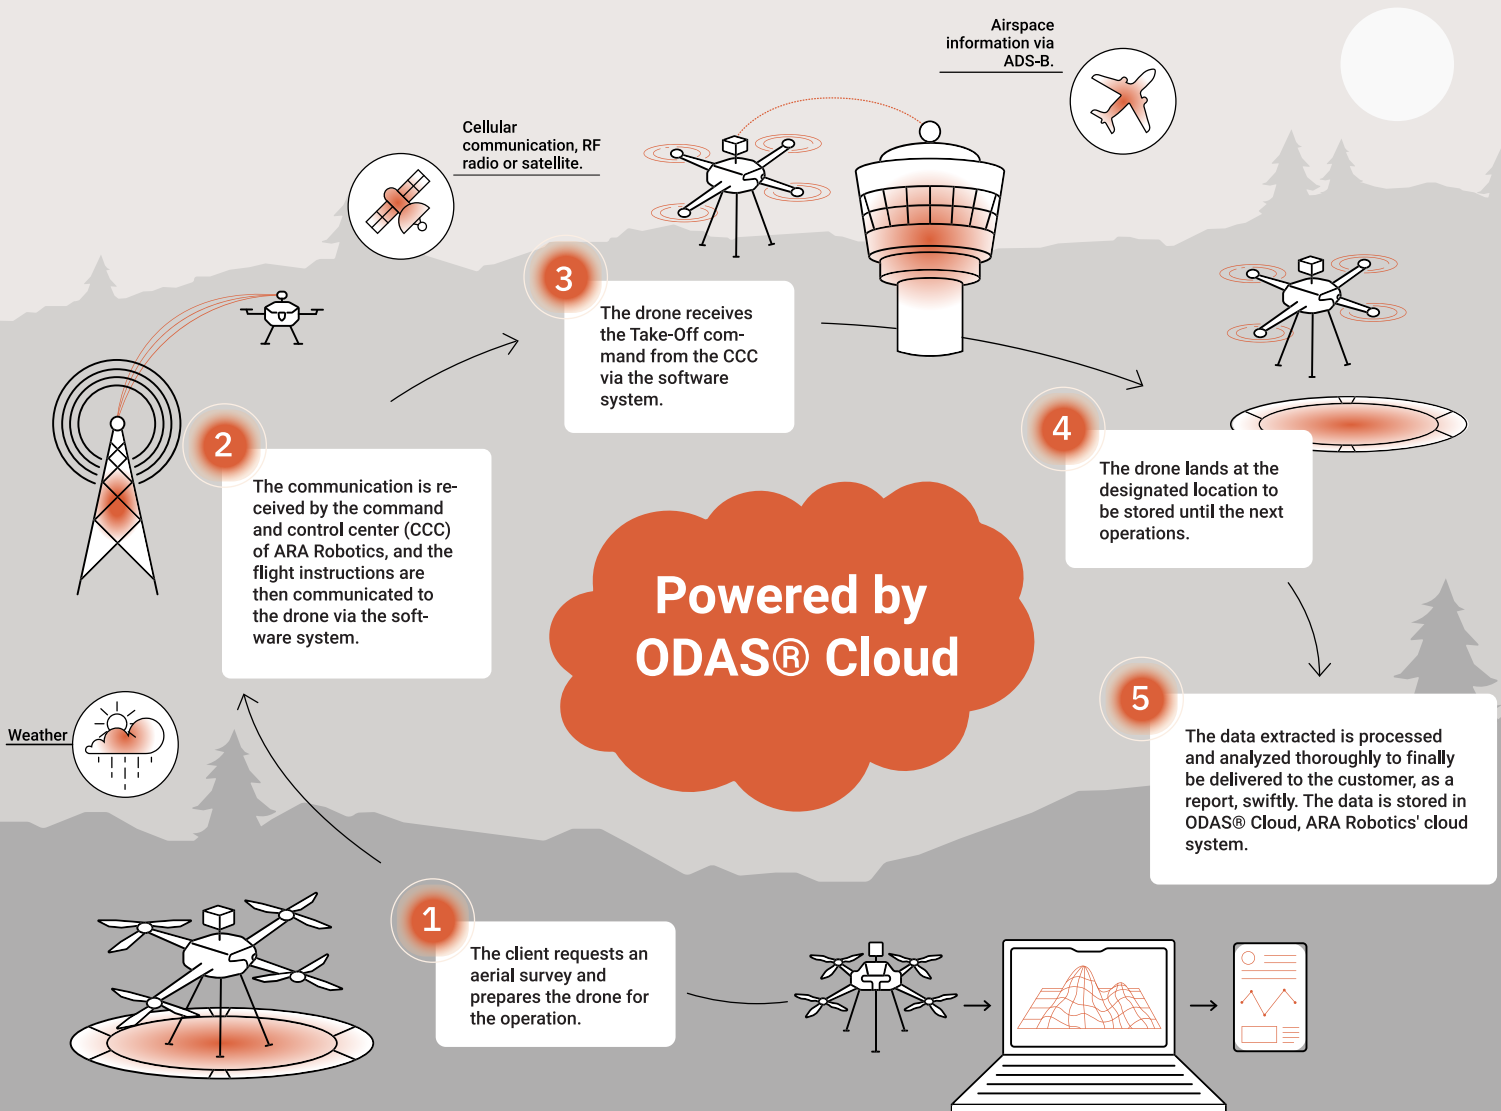 Airspace
information via
ADS-B.
Cellular
communication, RF
radio or satellite.
3
The drone receives
the Take-Off com-
mand from the CCC
via the software
system.
2
The communication is re-
ceived by the command
and control center (CCC)
of ARA Robotics, and the
flight instructions are
then communicated to
the drone via the soft-
ware system.
4
The drone lands at the
designated location to
be stored until the next
operations.
Powered by
ODAS® Cloud
Weather
5
The data extracted is processed
and analyzed thoroughly to finally
be delivered to the customer, as a
report, swiftly. The data is stored in
ODAS® Cloud, ARA Robotics' cloud
system.
1
The client requests an
aerial survey and
prepares the drone for
the operation.